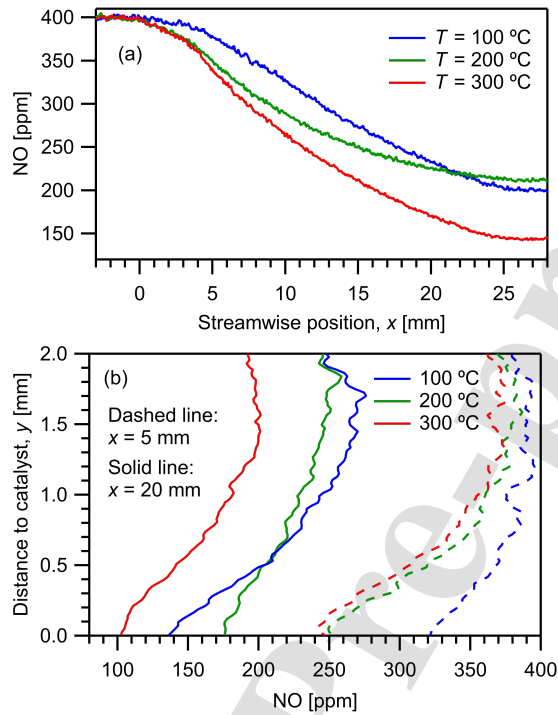 400
350
300
250
200
150
NO [ppm]
(a)
T = 100 ºC
T = 200 ºC
T = 300 ºC
0 5 10 15 20 25
Streamwise position, x [mm]
2.0
1.5
1.0
0.5
0.0
Distance to catalyst, y [mm]
(b)
Dashed line:
x = 5 mm
Solid line:
x = 20 mm
100 ºC
200 ºC
300 ºC
100 150 200 250 300 350 400
NO [ppm]
pre-p